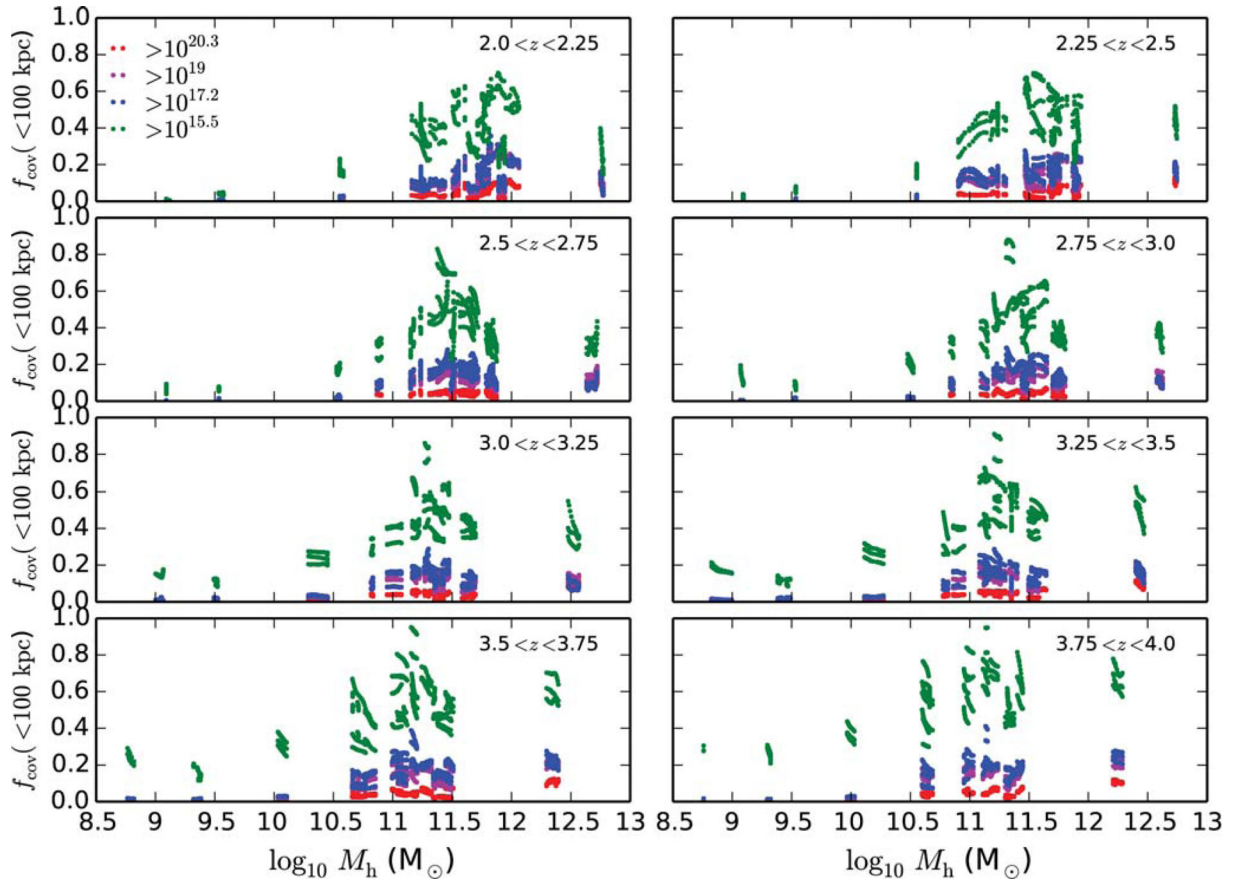 1.0
0.8
0.6
0.4
0.2
0.0
f_cov(<100 kpc)
>10^20.3
>10^19
>10^17.2
>10^15.5
2.0<z<2.25
2.25<z<2.5
1.0
0.8
0.6
0.4
0.2
0.0
f_cov(<100 kpc)
2.5<z<2.75
2.75<z<3.0
1.0
0.8
0.6
0.4
0.2
0.0
f_cov(<100 kpc)
3.0<z<3.25
3.25<z<3.5
1.0
0.8
0.6
0.4
0.2
0.0
f_cov(<100 kpc)
3.5<z<3.75
3.75<z<4.0
8.5 9 9.5 10 10.5 11 11.5 12 12.5 13
8.5 9 9.5 10 10.5 11 11.5 12 12.5 13
log₁₀ M_h (M_⊙)
log₁₀ M_h (M_⊙)